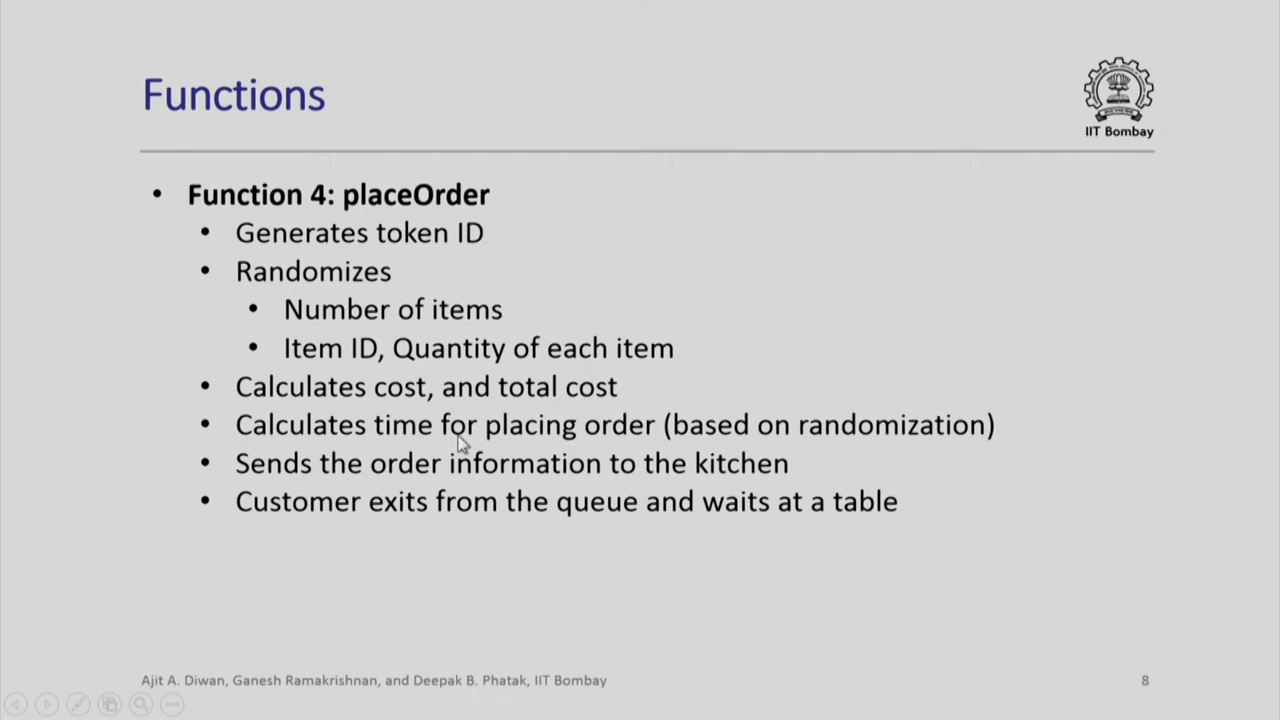 Functions
IIT Bombay
• Function 4: placeOrder
• Generates token ID
• Randomizes
• Number of items
• Item ID, Quantity of each item
• Calculates cost, and total cost
• Calculates time for placing order (based on randomization)
• Sends the order information to the kitchen
• Customer exits from the queue and waits at a table
Ajit A. Diwan, Ganesh Ramakrishnan, and Deepak B. Phatak, IIT Bombay
8